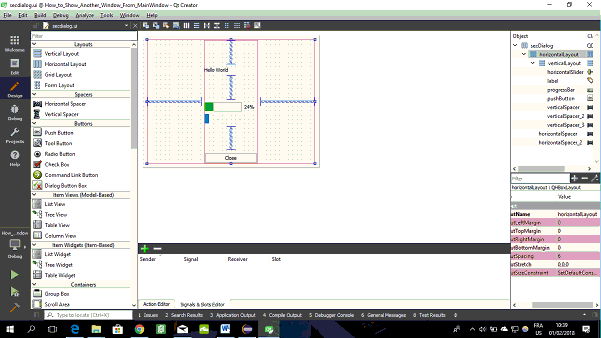 secdialog.ui @ How_to_Show_Another_Window_From_MainWindow - Qt Creator
File Edit Build Debug Analyze Tools Window Help
secdialog.ui
Filter
Filter
Layouts
Vertical Layout
Horizontal Layout
Grid Layout
Form Layout
Spacers
Horizontal Spacer
Vertical Spacer
Buttons
Push Button
Tool Button
Radio Button
Check Box
Command Link Button
Dialog Button Box
Item Views (Model-Based)
List View
Tree View
Table View
Column View
Item Widgets (Item-Based)
List Widget
Tree Widget
Table Widget
Containers
Group Box
Scroll Area
Welcome
Edit
Design
Debug
Projects
Help
How_...ndow
Debug
Hello World
24%
Close
Object
secDialog
horizontalLayout
verticalLayout
horizontalSlider
label
progressBar
pushButton
verticalSpacer
verticalSpacer_2
verticalSpacer_3
horizontalSpacer
horizontalSpacer_2
horizontalLayout : QHBoxLayout
Value
utName horizontalLayout
utLeftMargin 0
utTopMargin 0
utRightMargin 0
utBottomMargin 0
utSpacing 6
utStretch 0,0,0
utSizeConstraint SetDefaultCons...
Sender Signal Receiver Slot
Action Editor Signals & Slots Editor
Type to locate (Ctrl+K)
1 Issues 2 Search Results 3 Application Output 4 Compile Output 5 Debugger Console 6 General Messages 8 Test Results
FRA
US
10:39
01/02/2018